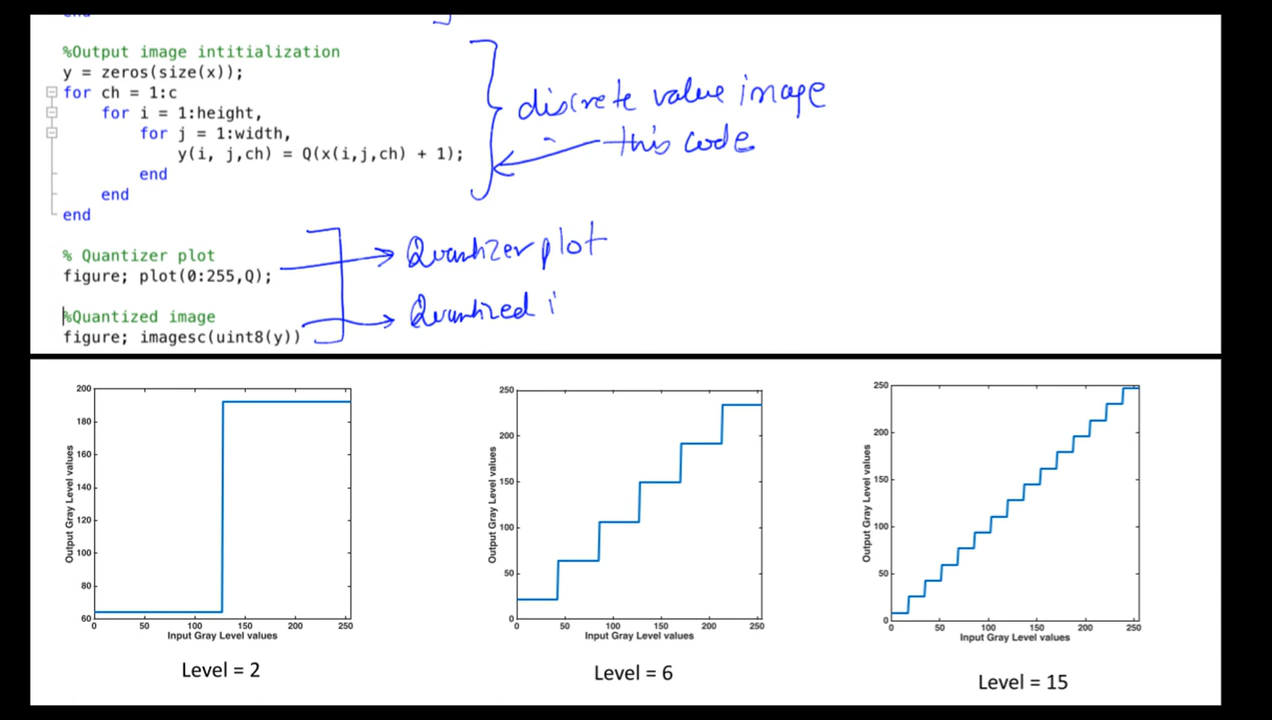 end
%Output image intitialization
y = zeros(size(x));
for ch = 1:c
for i = 1:height,
for j = 1:width,
y(i, j,ch) = Q(x(i,j,ch) + 1);
end
end
end
discrete value image
this code
% Quantizer plot
figure; plot(0:255,Q);
Quantizer plot
%Quantized image
figure; imagesc(uint8(y))
Quantized i
200
180
160
140
120
100
80
60
0 50 100 150 200 250
Output Gray Level values
Input Gray Level values
Level = 2
250
200
150
100
50
0
0 50 100 150 200 250
Output Gray Level values
Input Gray Level values
Level = 6
250
200
150
100
50
0
0 50 100 150 200 250
Output Gray Level values
Input Gray Level values
Level = 15